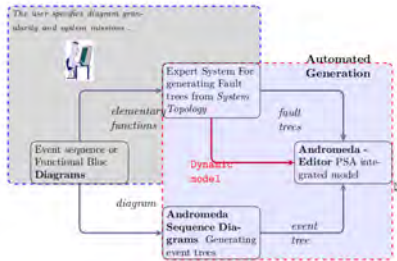 The user specifies diagram gran-
ularity and system missions...
Automated
Generation
Expert System For
generating Fault
trees from System
Topology
elementary
functions
fault
trees
Event sequence or
Functional Bloc
Diagrams
Dynamic
model
Andromeda -
Editor PSA inte-
grated model
diagram
Andromeda
Sequence Dia-
grams Generating
event trees
event
tree